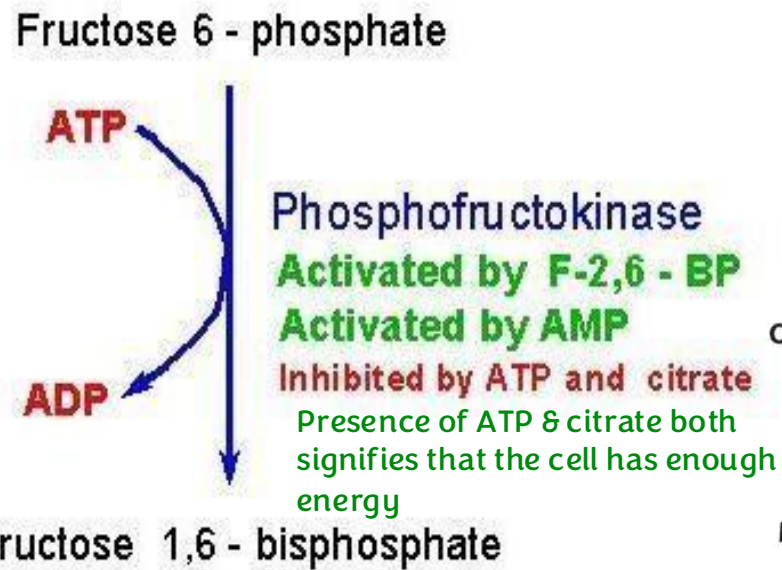 Fructose 6 - phosphate
ATP
Phosphofructokinase
Activated by F-2,6 - BP
Activated by AMP
Inhibited by ATP and citrate
ADP
Presence of ATP & citrate both
signifies that the cell has enough
energy
ructose 1,6 - bisphosphate